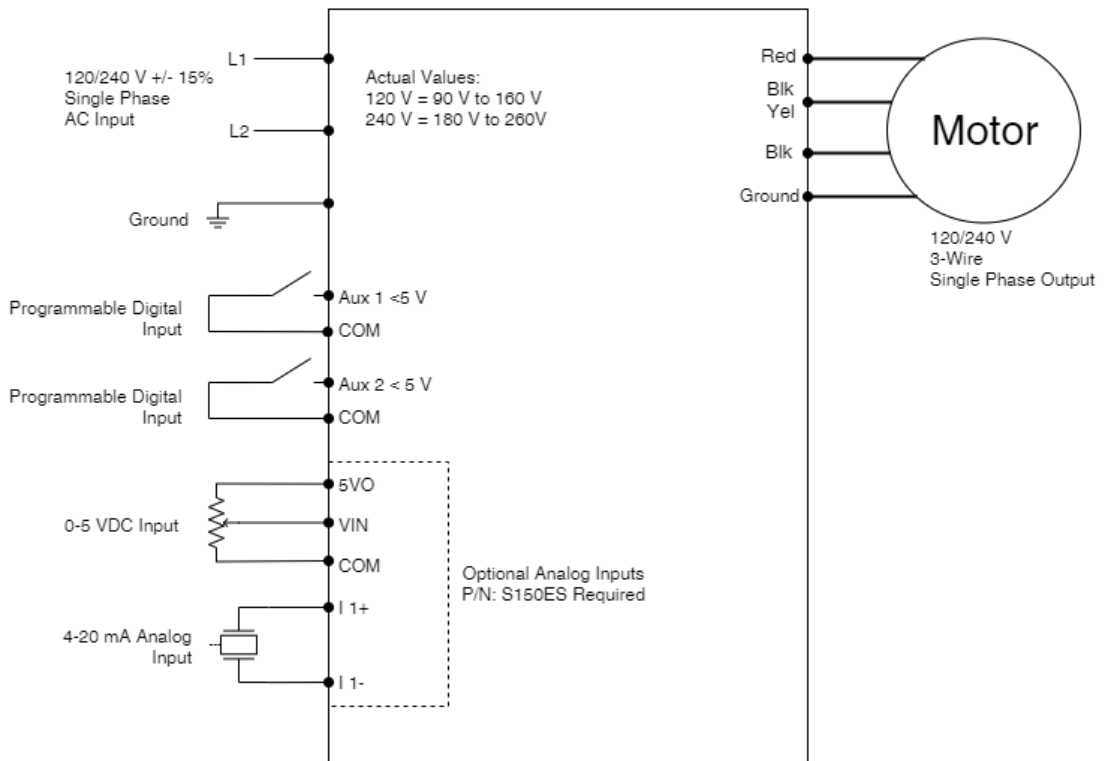 L1
120/240 V +/- 15%
Single Phase
AC Input
L2
Ground
Actual Values:
120 V = 90 V to 160 V
240 V = 180 V to 260V
Red
Blk
Yel
Blk
Ground
Motor
120/240 V
3-Wire
Single Phase Output
Programmable Digital
Input
Aux 1 <5 V
COM
Programmable Digital
Input
Aux 2 < 5 V
COM
0-5 VDC Input
5VO
VIN
COM
4-20 mA Analog
Input
I 1+
I 1-
Optional Analog Inputs
P/N: S150ES Required